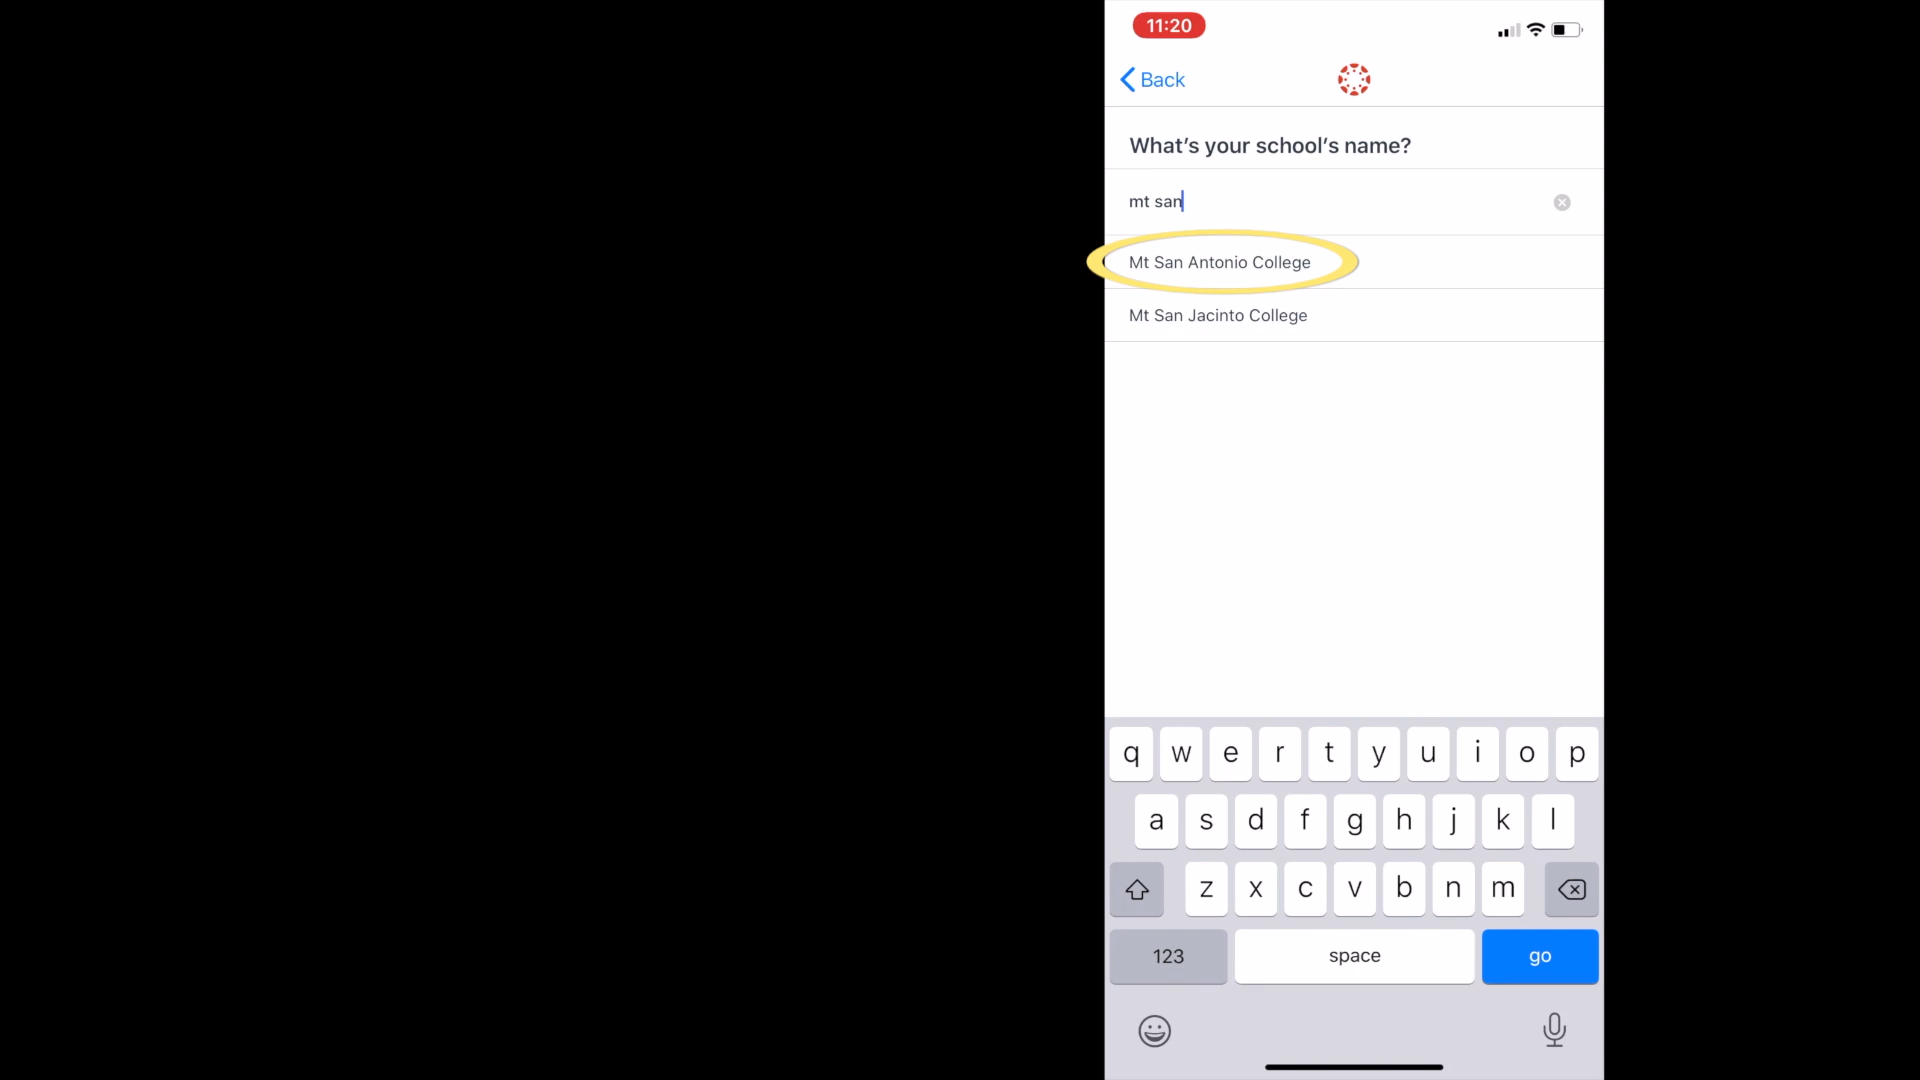 11:20
Back
What's your school's name?
mt san
Mt San Antonio College
Mt San Jacinto College
q w e r t y u i o p
a s d f g h j k l
z x c v b n m
123 space go